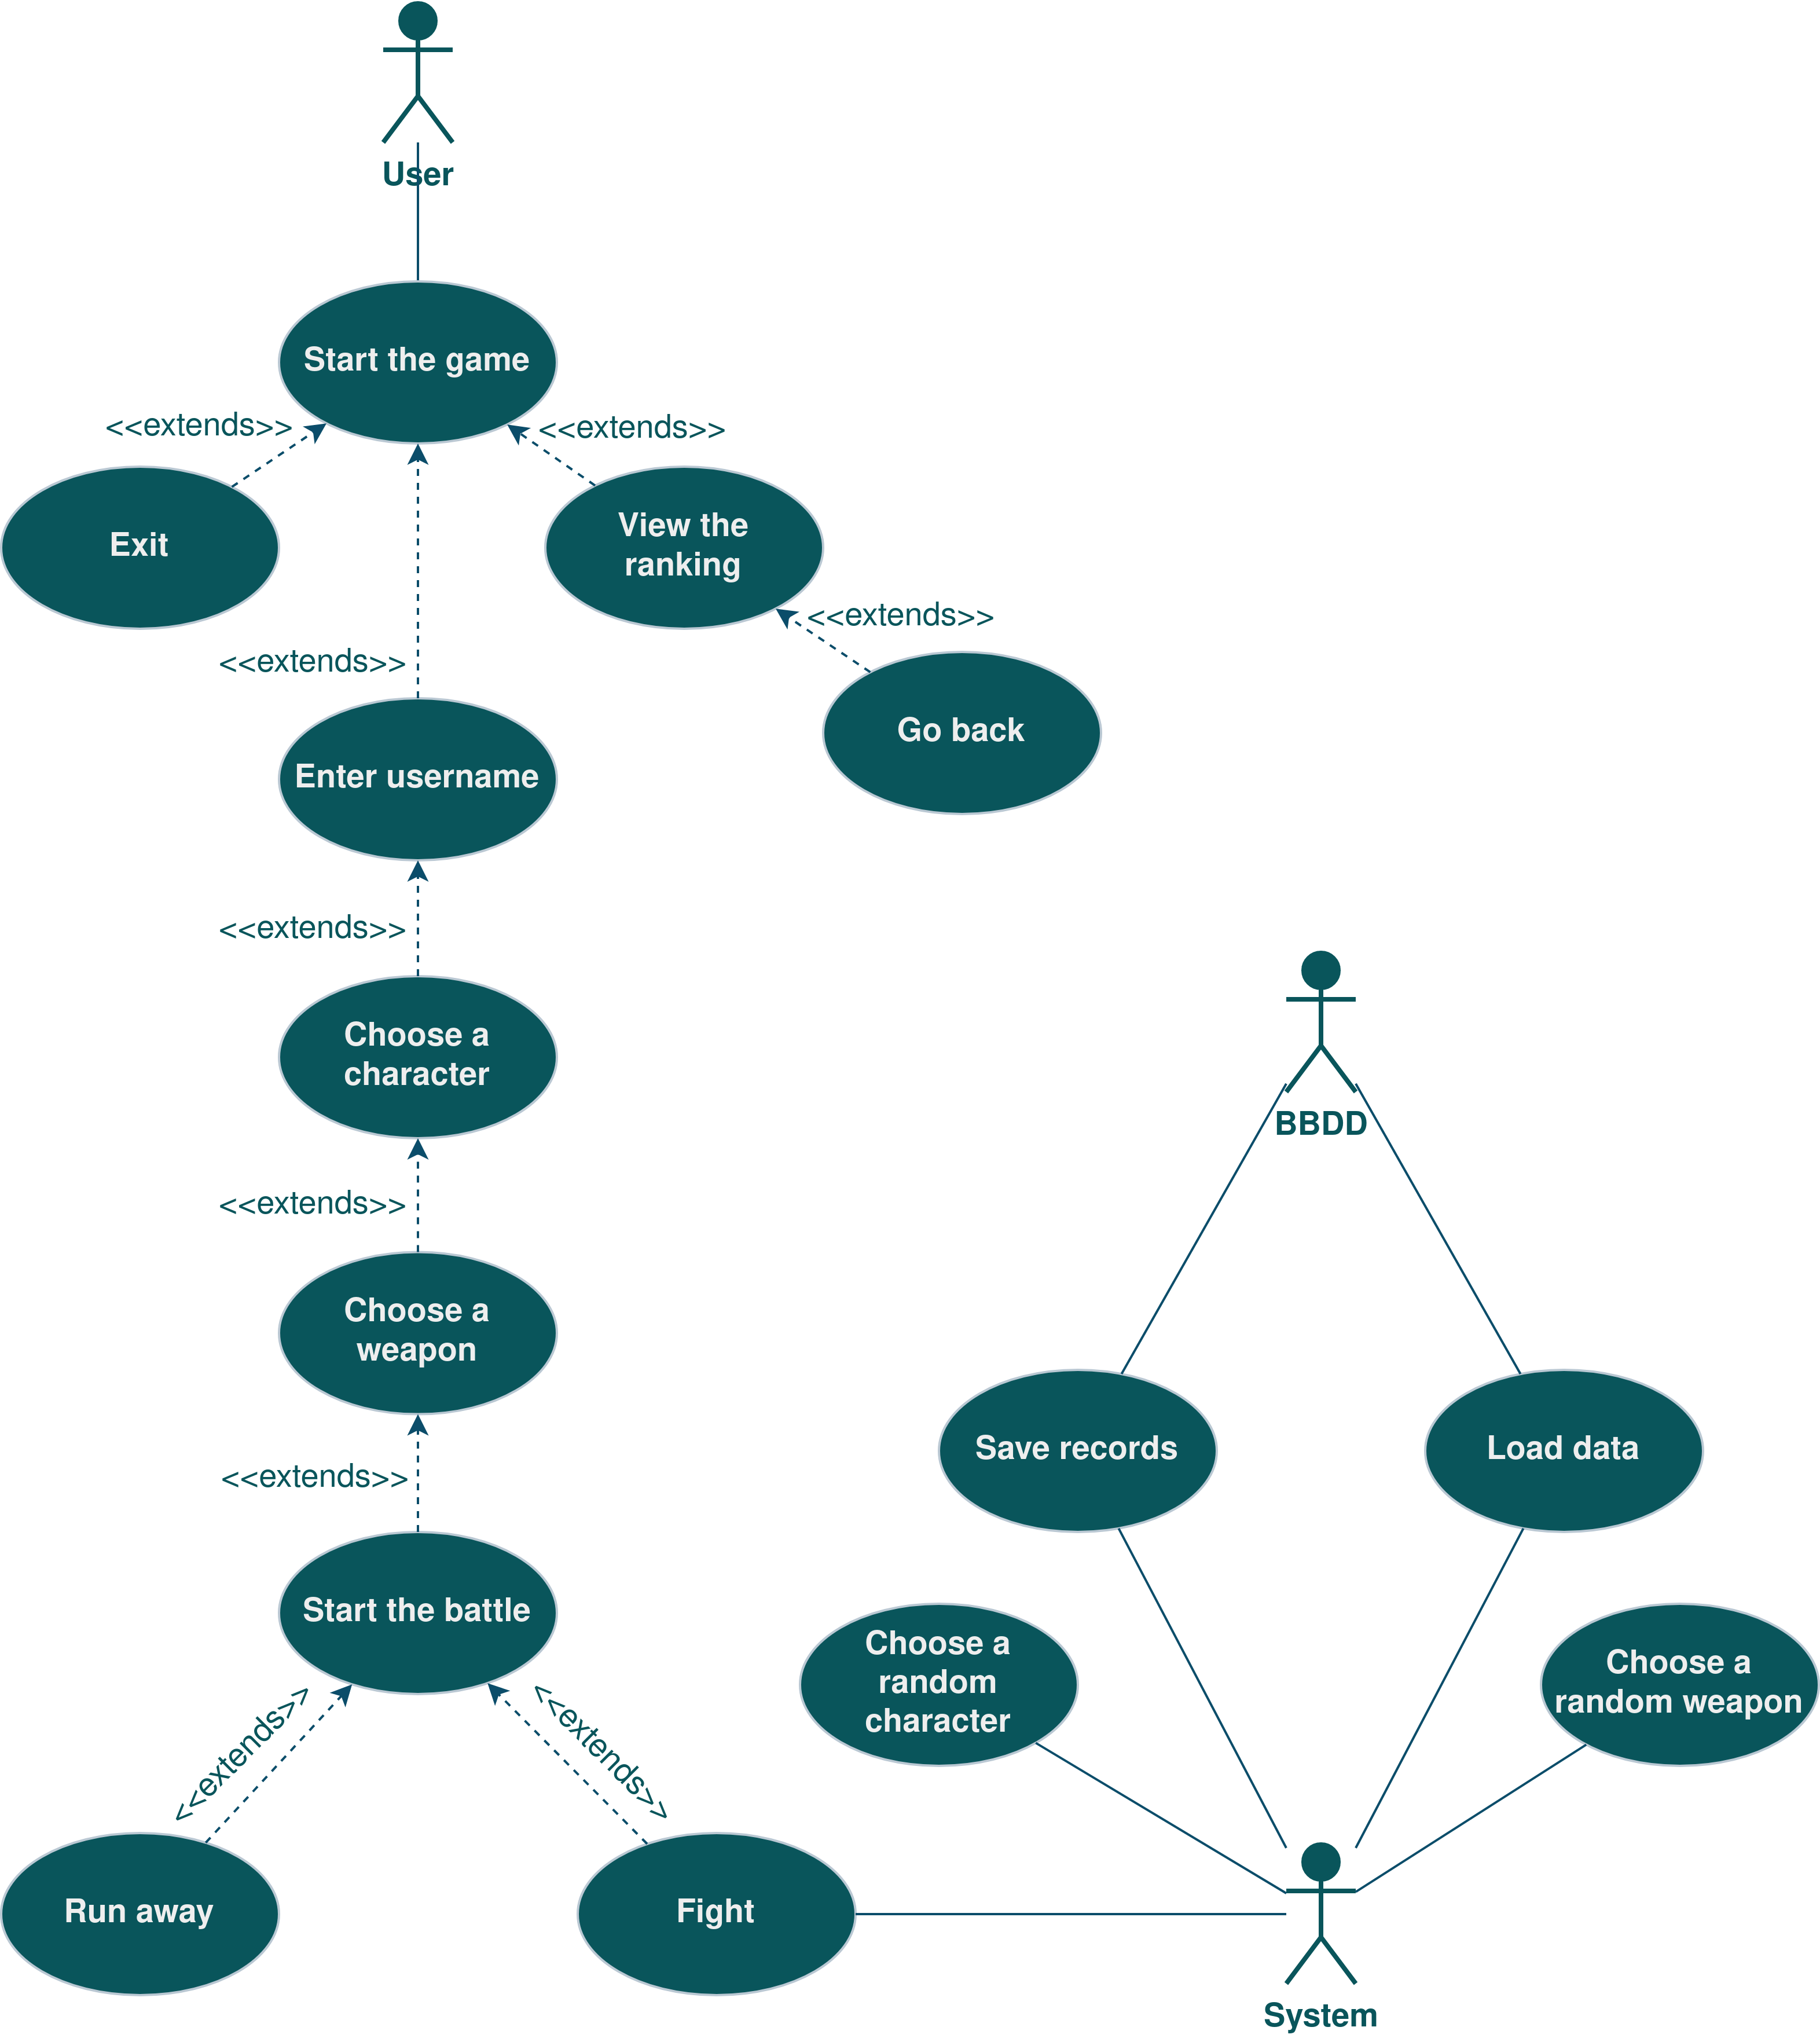 User
Start the game
<<extends>>
<<extends>>
Exit
View the
ranking
<<extends>>
<<extends>>
Go back
Enter username
<<extends>>
Choose a
character
BBDD
<<extends>>
Choose a
weapon
Save records
Load data
<<extends>>
Start the battle
Choose a
random
character
Choose a
random weapon
<<extends>>
<<extends>>
Run away
Fight
System